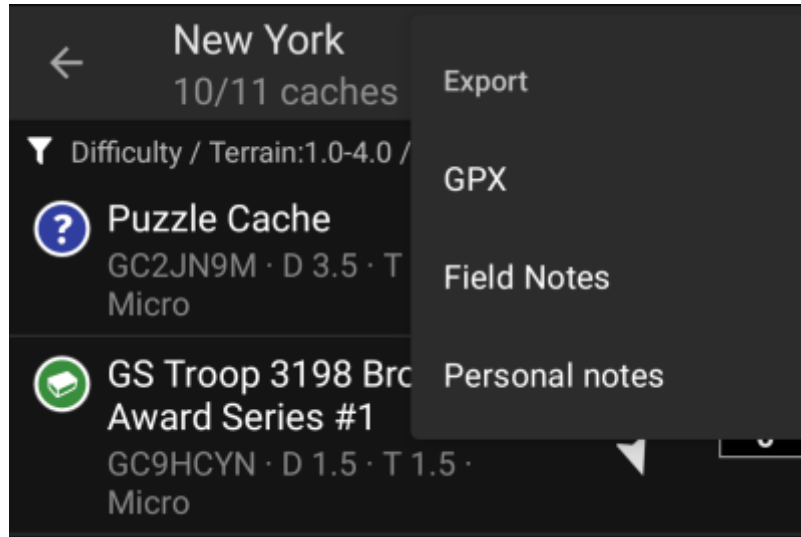 New York
10/11 caches
Export
GPX
Field Notes
Personal notes
Difficulty / Terrain:1.0-4.0 /
?
Puzzle Cache
GC2JN9M · D 3.5 · T
Micro
GS Troop 3198
Award Series #1
GC9HCYN · D 1.5 · T 1.5 ·
Micro